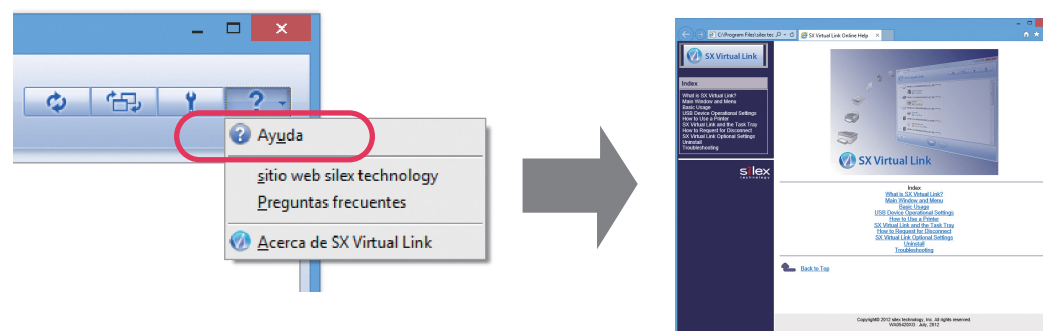 ?
Ayuda
sitio web silex technology
Preguntas frecuentes
Acerca de SX Virtual Link
C:\Program Files\silex tec
SX Virtual Link Online Help
SX Virtual Link
Index
What is SX Virtual Link?
Main Window and Menu
Basic Usage
USB Device Operational Settings
How to Use a Printer
SX Virtual Link and the Task Tray
How to Request for Disconnect
SX Virtual Link Optional Settings
Uninstall
Troubleshooting
silex
technology
SX Virtual Link
Index
What is SX Virtual Link?
Main Window and Menu
Basic Usage
USB Device Operational Settings
How to Use a Printer
SX Virtual Link and the Task Tray
How to Request for Disconnect
SX Virtual Link Optional Settings
Uninstall
Troubleshooting
Back to Top
Copyright© 2012 silex technology, Inc. All rights reserved.
July, 2012